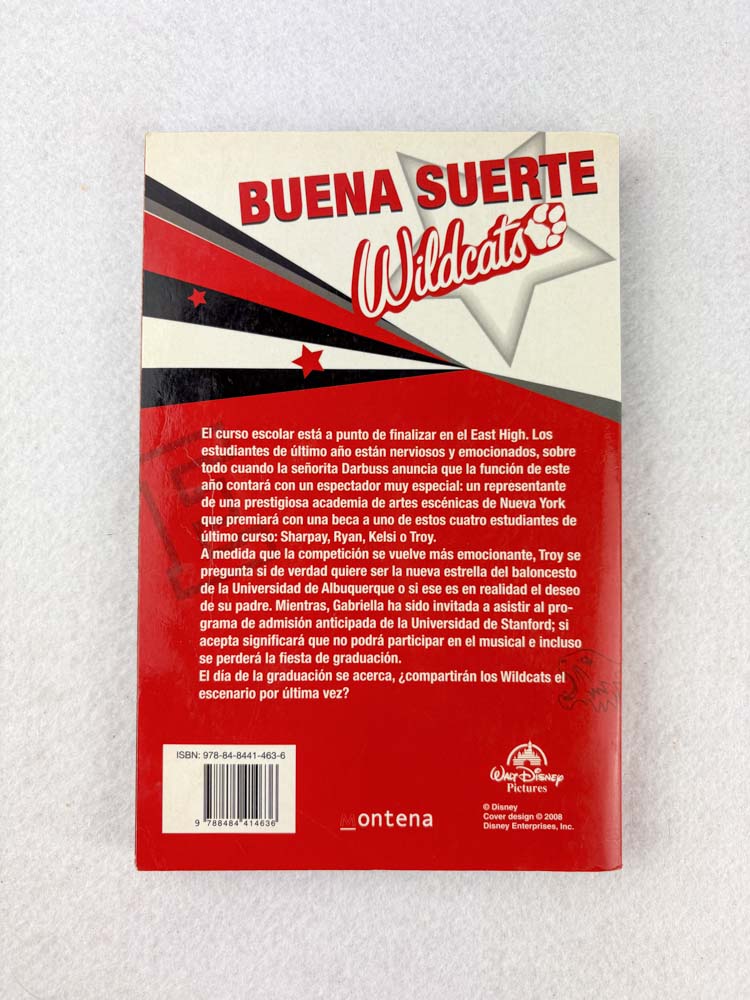 BUENA SUERTE
Wildcats
El curso escolar está a punto de finalizar en el East High. Los
estudiantes de último año están nerviosos y emocionados, sobre
todo cuando la señorita Darbuss anuncia que la función de este
año contará con un espectador muy especial: un representante
de una prestigiosa academia de artes escénicas de Nueva York
que premiará con una beca a uno de estos cuatro estudiantes de
último curso: Sharpay, Ryan, Kelsi o Troy.
A medida que la competición se vuelve más emocionante, Troy se
pregunta si de verdad quiere ser la nueva estrella del baloncesto
de la Universidad de Albuquerque o si ese es en realidad el deseo
de su padre. Mientras, Gabriella ha sido invitada a asistir al pro-
grama de admisión anticipada de la Universidad de Stanford; si
acepta significará que no podrá participar en el musical e incluso
se perderá la fiesta de graduación.
El día de la graduación se acerca, ¿compartirán los Wildcats el
escenario por última vez?
ISBN: 978-84-8441-463-6
9 788484 414636
Montena
WALT DISNEY
Pictures
© Disney
Cover design © 2008
Disney Enterprises, Inc.